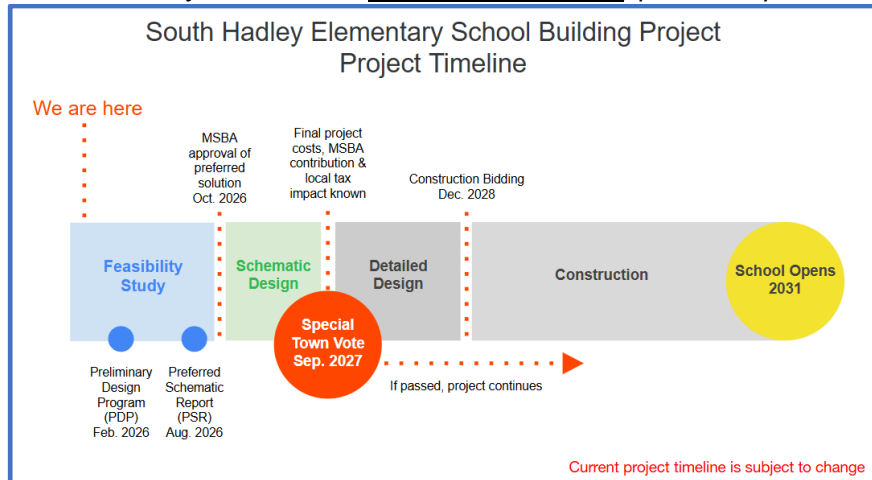 South Hadley Elementary School Building Project
Project Timeline
We are here
MSBA
approval of
preferred
solution
Oct. 2026
Final project
costs, MSBA
contribution &
local tax
impact known
Construction Bidding
Dec. 2028
Feasibility
Study
Schematic
Design
Detailed
Design
Construction
School Opens
2031
Special
Town Vote
Sep. 2027
Preliminary
Design
Program
(PDP)
Feb. 2026
Preferred
Schematic
Report
(PSR)
Aug. 2026
If passed, project continues
Current project timeline is subject to change